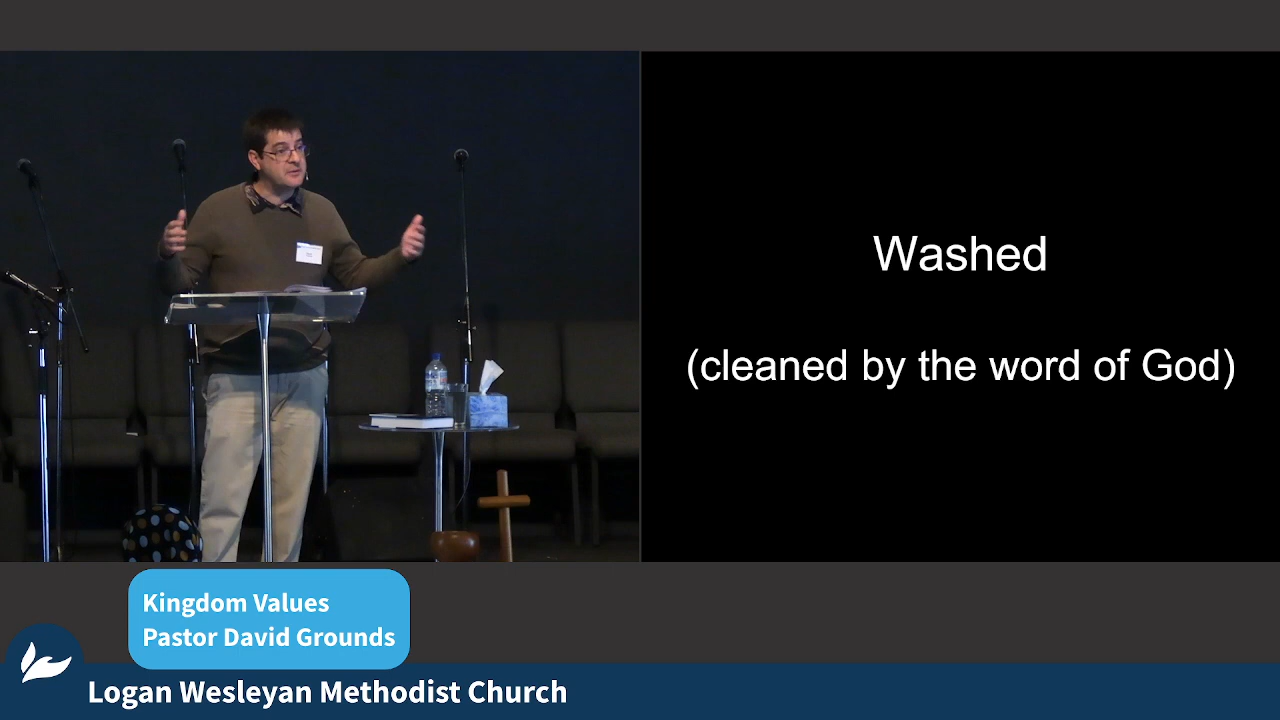 Washed
(cleaned by the word of God)
Kingdom Values
Pastor David Grounds
Logan Wesleyan Methodist Church